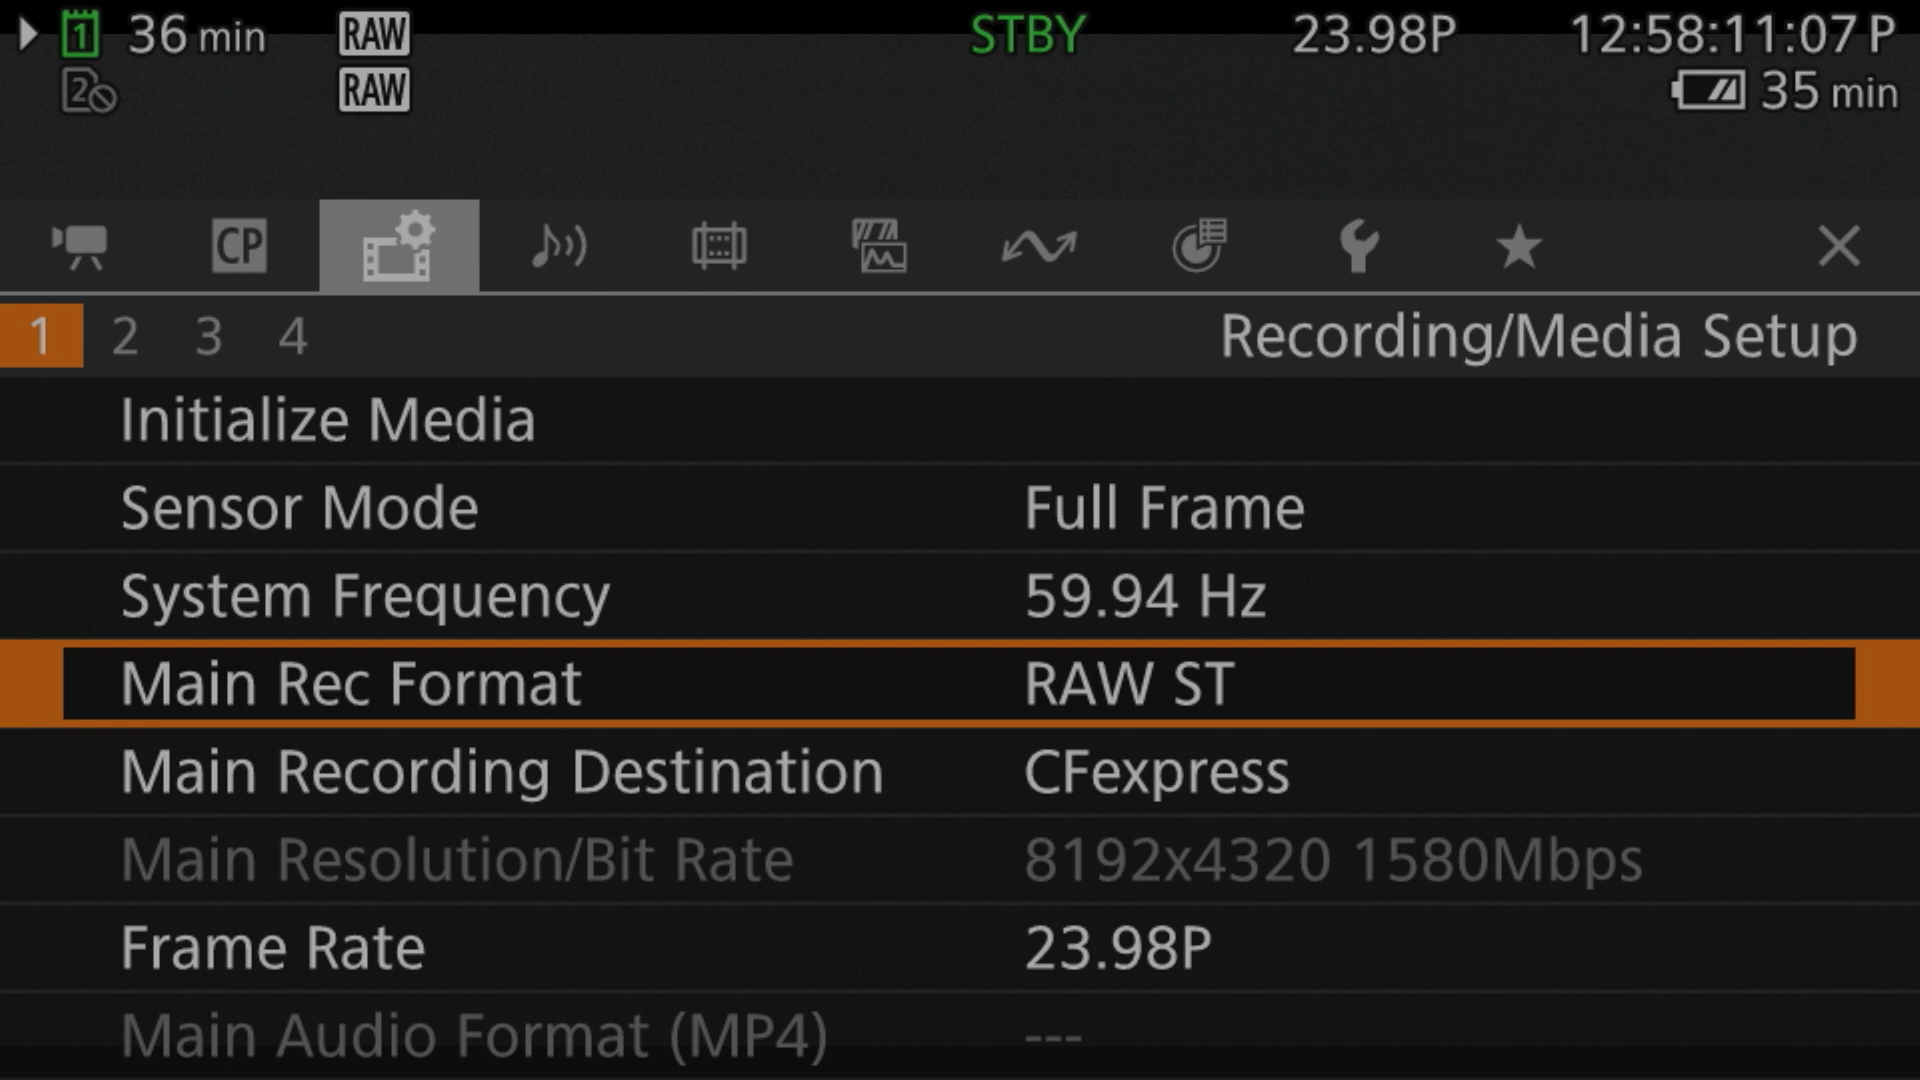 1 36 min RAW STBY 23.98P 12:58:11:07 P
2 RAW 35 min
CP
1 2 3 4 Recording/Media Setup
Initialize Media
Sensor Mode Full Frame
System Frequency 59.94 Hz
Main Rec Format RAW ST
Main Recording Destination CFexpress
Main Resolution/Bit Rate 8192x4320 1580Mbps
Frame Rate 23.98P
Main Audio Format (MP4) ---